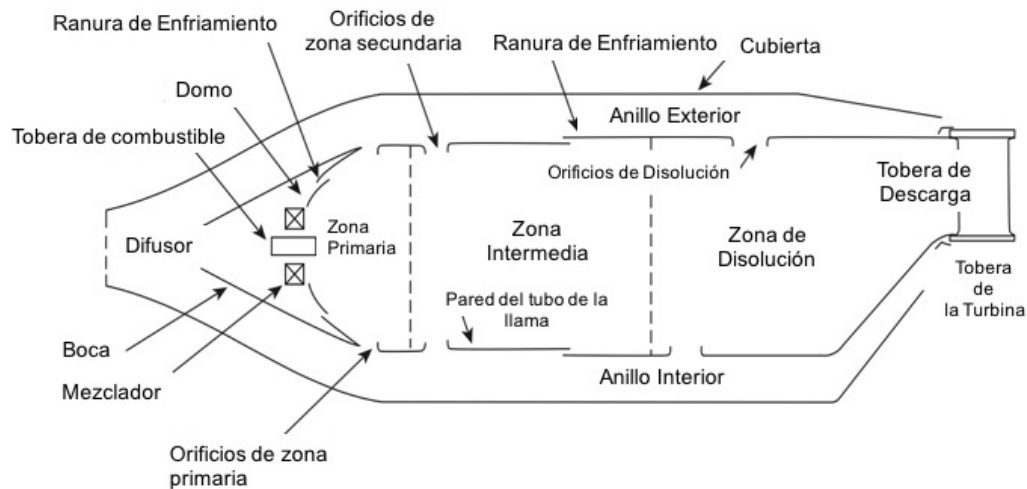 Ranura de Enfriamiento
Orificios de
zona secundaria
Ranura de Enfriamiento
Cubierta
Domo
Anillo Exterior
Tobera de combustible
Orificios de Disolución
Tobera de
Descarga
Difusor
Zona
Primaria
Zona
Intermedia
Zona de
Disolución
Pared del tubo de la
llama
Tobera
de
la Turbina
Boca
Anillo Interior
Mezclador
Orificios de zona
primaria